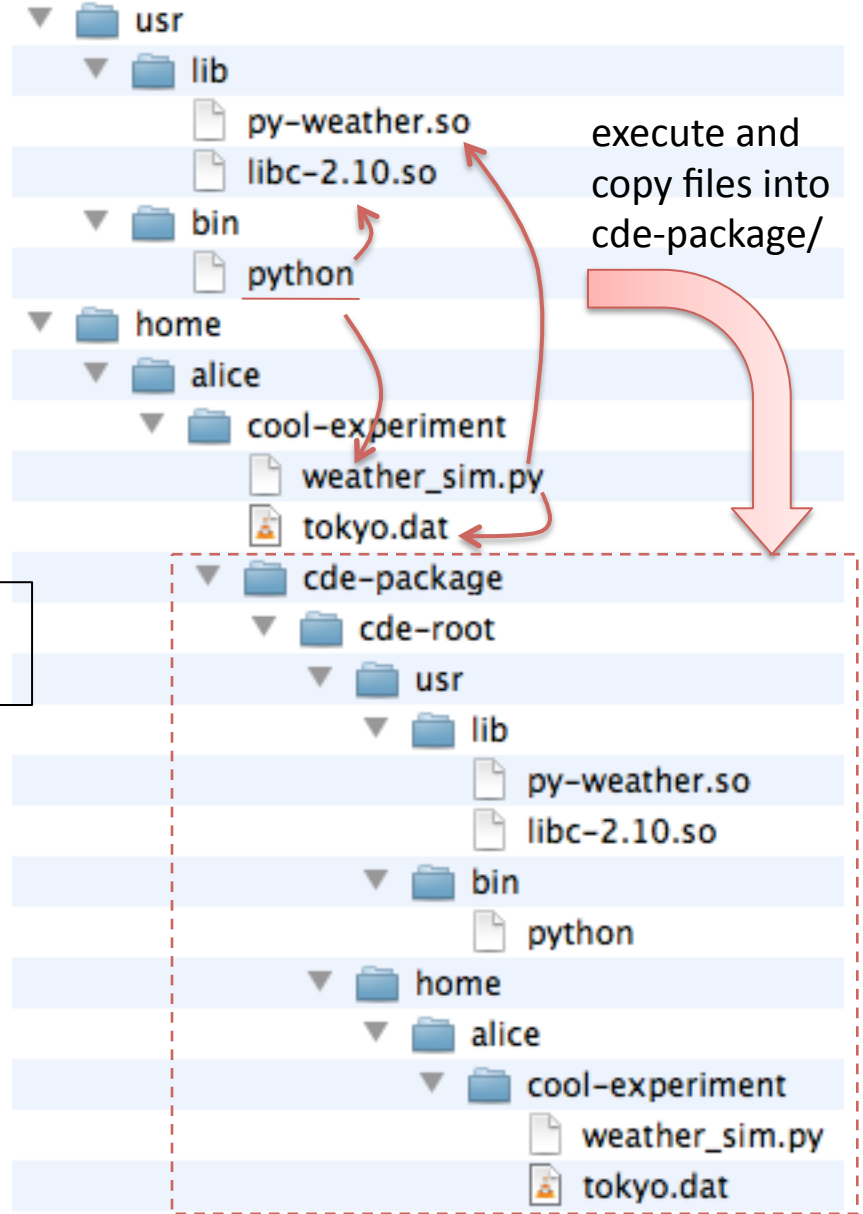 usr
lib
py-weather.so
libc-2.10.so
bin
python
home
alice
cool-experiment
weather_sim.py
tokyo.dat
execute and
copy files into
cde-package/
cde-package
cde-root
usr
lib
py-weather.so
libc-2.10.so
bin
python
home
alice
cool-experiment
weather_sim.py
tokyo.dat